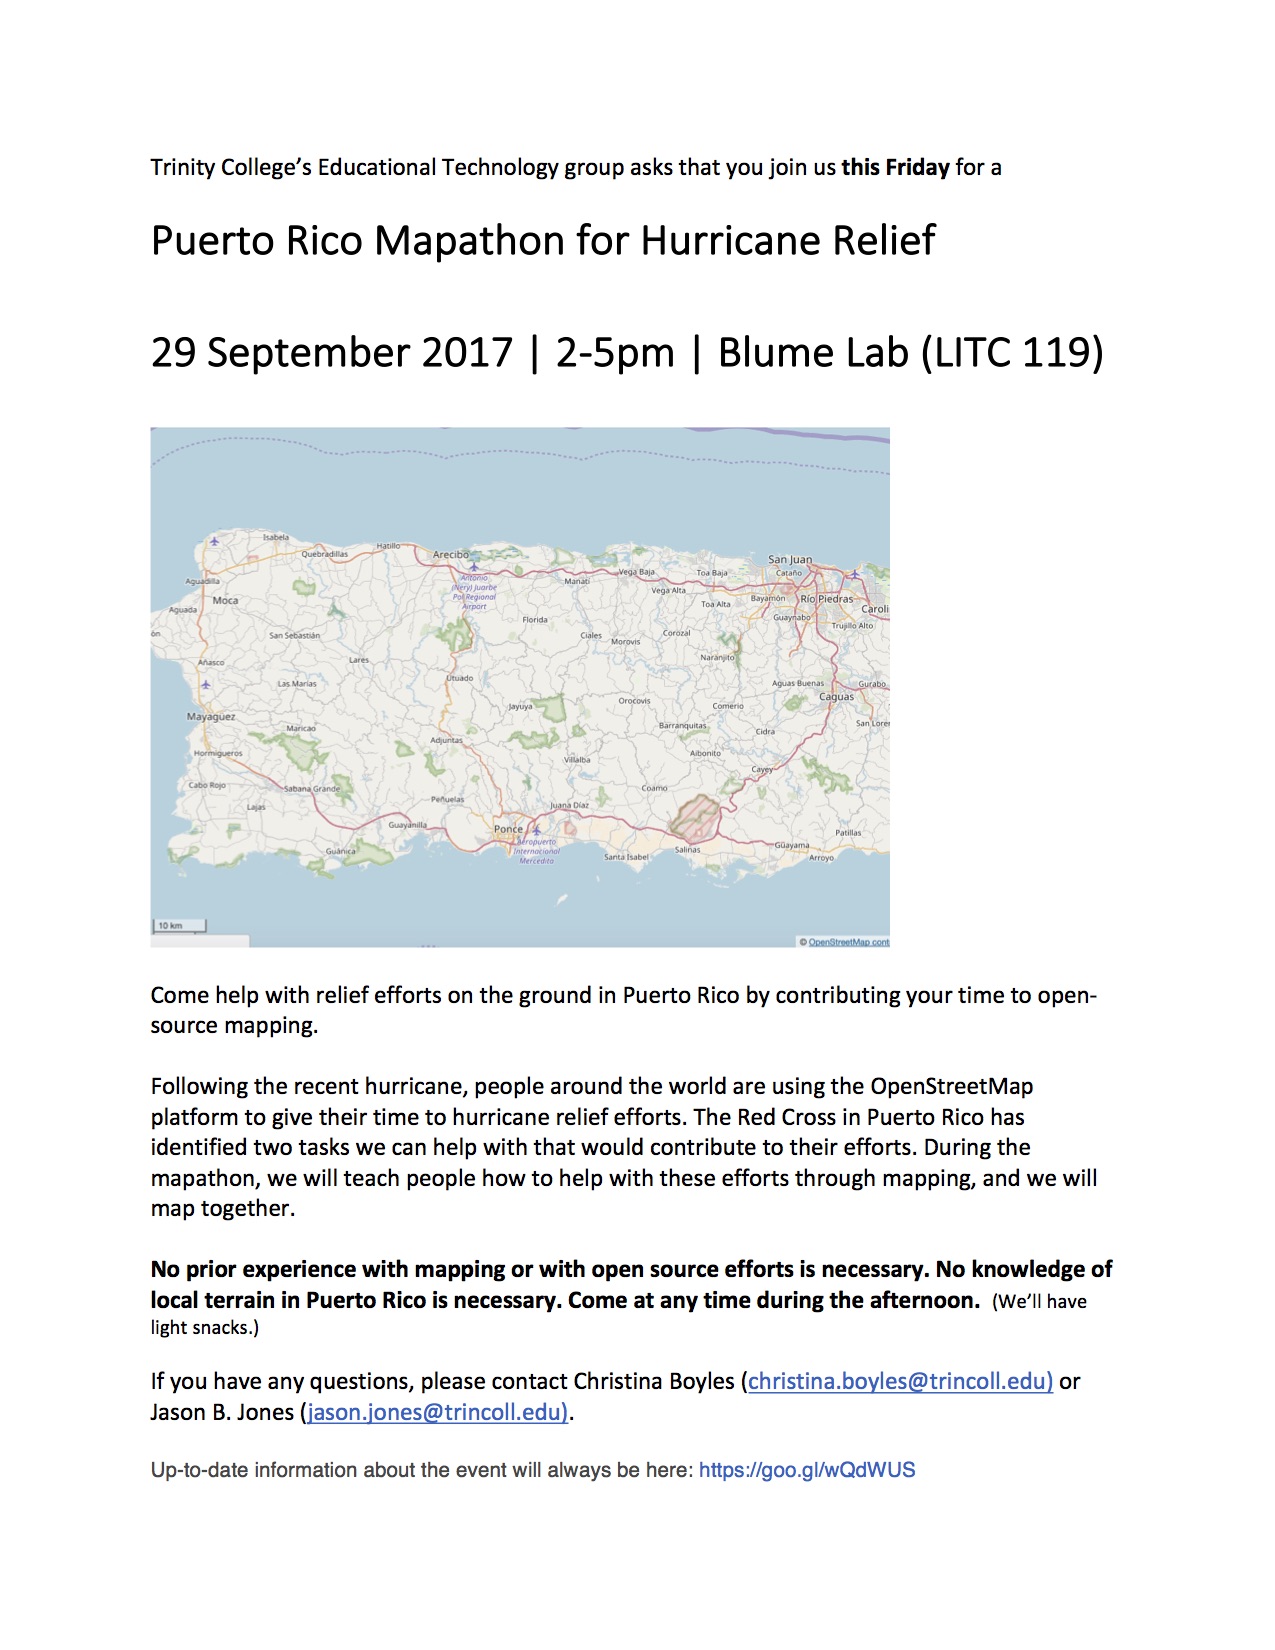 Trinity College’s Educational Technology group asks that you join us this Friday for a
Puerto Rico Mapathon for Hurricane Relief
29 September 2017 | 2-5pm | Blume Lab (LITC 119)
Isabela
Quebradillas
Hatillo
Arecibo
San Juan
Cataño
Aguadilla
Antonio
(Nery) Juarbe
Pol Regional
Airport
Manatí
Vega Baja
Toa Baja
Vega Alta
Toa Alta
Bayamón
Río Piedras
Caroli
Aguada
Moca
Florida
Guaynabo
Trujillo Alto
ón
San Sebastián
Ciales
Morovis
Corozal
Naranjito
Añasco
Lares
Utuado
Las Marías
Aguas Buenas
Gurabo
Caguas
Jayuya
Orocovis
Comerío
Mayaguez
Maricao
Barranquitas
Cidra
San Loren
Hormigueros
Adjuntas
Villalba
Aibonito
Cayey
Cabo Rojo
Sabana Grande
Coamo
Lajas
Peñuelas
Juana Díaz
Guayanilla
Ponce
Patillas
Guánica
Aeropuerto
Internacional
Mercedita
Santa Isabel
Salinas
Guayama
Arroyo
10 km
© OpenStreetMap cont
Come help with relief efforts on the ground in Puerto Rico by contributing your time to open-
source mapping.
Following the recent hurricane, people around the world are using the OpenStreetMap
platform to give their time to hurricane relief efforts. The Red Cross in Puerto Rico has
identified two tasks we can help with that would contribute to their efforts. During the
mapathon, we will teach people how to help with these efforts through mapping, and we will
map together.
No prior experience with mapping or with open source efforts is necessary. No knowledge of
local terrain in Puerto Rico is necessary. Come at any time during the afternoon. (We’ll have
light snacks.)
If you have any questions, please contact Christina Boyles (christina.boyles@trincoll.edu) or
Jason B. Jones (jason.jones@trincoll.edu).
Up-to-date information about the event will always be here: https://goo.gl/wQdWUS